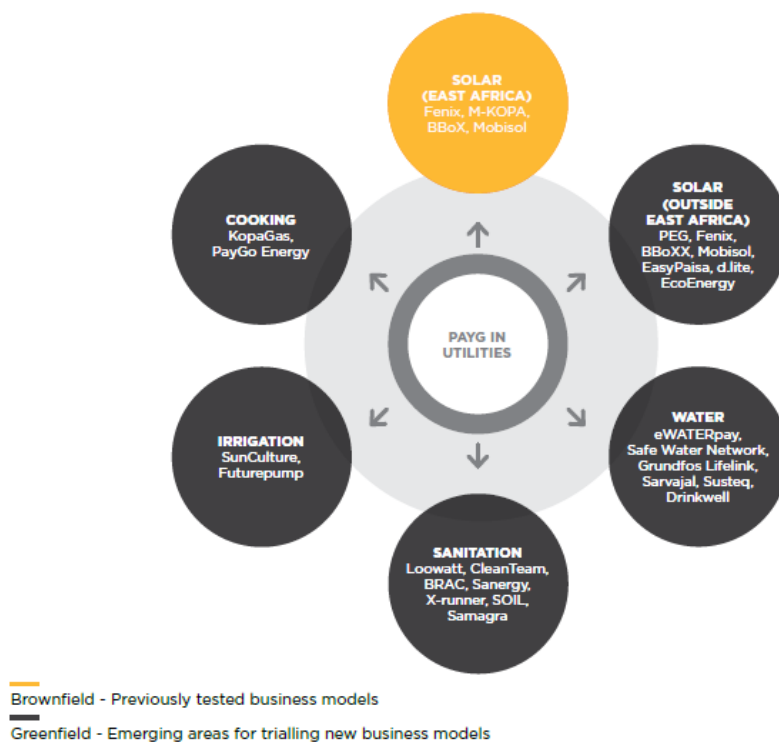 SOLAR
(EAST AFRICA)
Fenix, M-KOPA,
BBoX, Mobisol
COOKING
KopaGas,
PayGo Energy
SOLAR
(OUTSIDE
EAST AFRICA)
PEG, Fenix,
BBoXX, Mobisol,
EasyPaisa, d.lite,
EcoEnergy
PAYG IN
UTILITIES
IRRIGATION
SunCulture,
Futurepump
WATER
eWATERpay,
Safe Water Network,
Grundfos Lifelink,
Sarvajal, Susteq,
Drinkwell
SANITATION
Loowatt, CleanTeam,
BRAC, Sanergy,
X-runner, SOIL,
Samagra
Brownfield - Previously tested business models
Greenfield - Emerging areas for trialling new business models